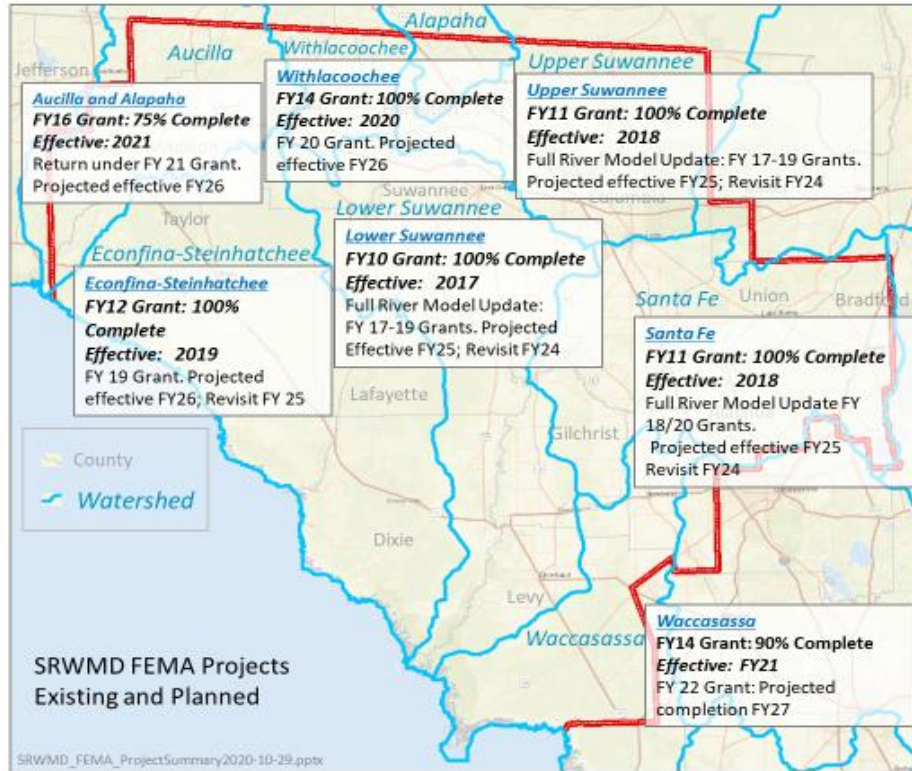 Alapaha
Aucilla
Withlacoochee
Upper Suwannee
Jefferson
Aucilla and Alapaha
FY16 Grant: 75% Complete
Effective: 2021
Return under FY 21 Grant.
Projected effective FY26
Withlacoochee
FY14 Grant: 100% Complete
Effective: 2020
FY 20 Grant. Projected
effective FY26
Upper Suwannee
FY11 Grant: 100% Complete
Effective: 2018
Full River Model Update: FY 17-19 Grants.
Projected effective FY25; Revisit FY24
Suwannee
Taylor
Lower Suwannee
Econfina-Steinhatchee
Econfina-Steinhatchee
FY12 Grant: 100%
Complete
Effective: 2019
FY 19 Grant. Projected
effective FY26; Revisit FY 25
Lower Suwannee
FY10 Grant: 100% Complete
Effective: 2017
Full River Model Update:
FY 17-19 Grants. Projected
Effective FY25; Revisit FY24
Santa Fe
Union
Bradford
Santa Fe
FY11 Grant: 100% Complete
Effective: 2018
Full River Model Update FY
18/20 Grants.
Projected effective FY25
Revisit FY24
Lafayette
Gilchrist
County
Watershed
Dixie
Levy
Waccasassa
Waccasassa
FY14 Grant: 90% Complete
Effective: FY21
FY 22 Grant: Projected
completion FY27
SRWMD FEMA Projects
Existing and Planned
SRWMD_FEMA_ProjectSummary2020-10-29.pptx